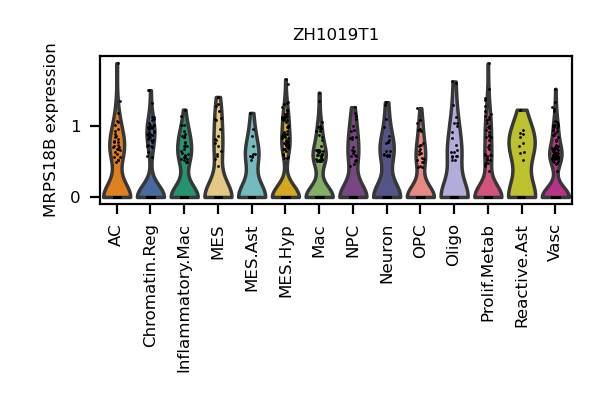 ZH1019T1
MRPS18B expression
1
0
AC
Chromatin.Reg
Inflammatory.Mac
MES
MES.Ast
MES.Hyp
Mac
NPC
Neuron
OPC
Oligo
Prolif.Metab
Reactive.Ast
Vasc